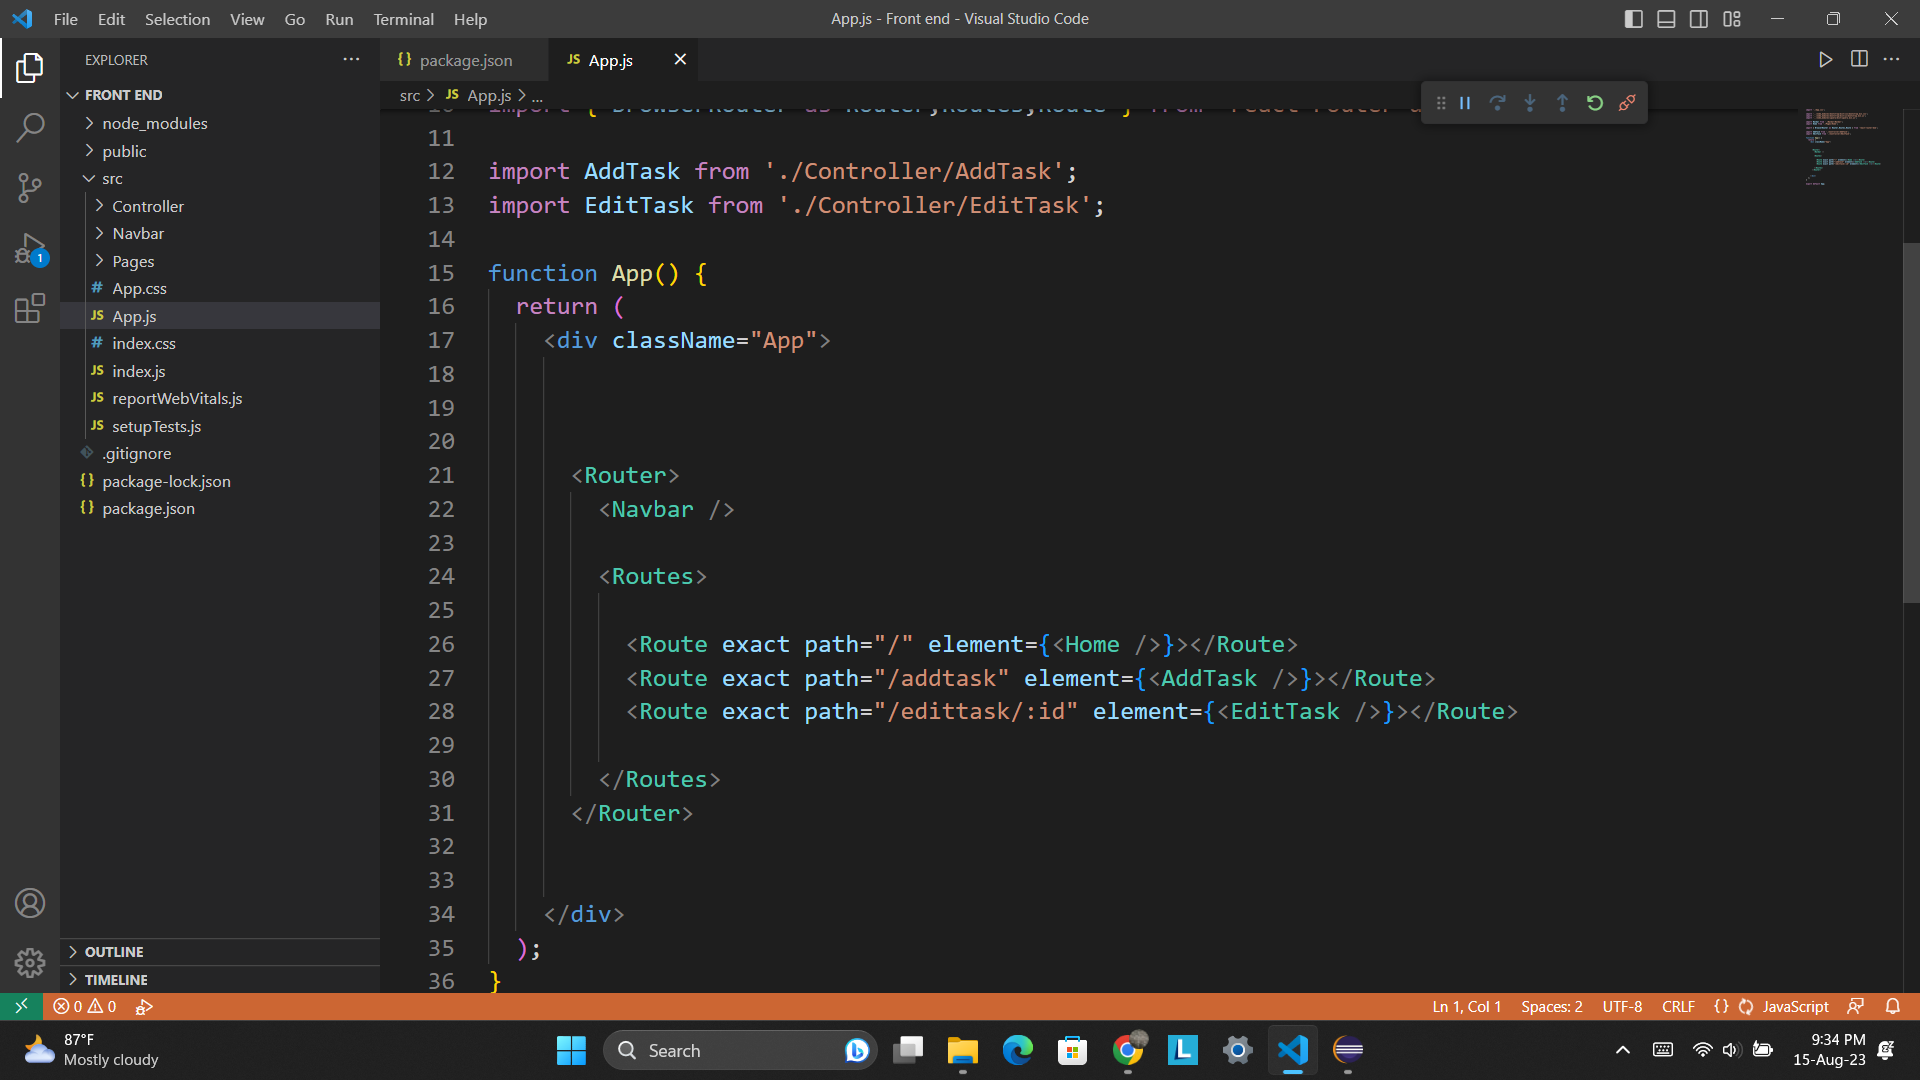 File Edit Selection View Go Run Terminal Help
App.js - Front end - Visual Studio Code
EXPLORER
FRONT END
node_modules
public
src
Controller
Navbar
Pages
# App.css
JS App.js
# index.css
JS index.js
JS reportWebVitals.js
JS setupTests.js
.gitignore
{} package-lock.json
{} package.json
OUTLINE
TIMELINE
1
{} package.json
JS App.js
src > JS App.js > ...
11
12 import AddTask from './Controller/AddTask';
13 import EditTask from './Controller/EditTask';
14
15 function App() {
16 return (
17 <div className="App">
18
19
20
21 <Router>
22 <Navbar />
23
24 <Routes>
25
26 <Route exact path="/" element={<Home />}></Route>
27 <Route exact path="/addtask" element={<AddTask />}></Route>
28 <Route exact path="/edittask/:id" element={<EditTask />}></Route>
29
30 </Routes>
31 </Router>
32
33
34 </div>
35 );
36 }
0 0
Ln 1, Col 1 Spaces: 2 UTF-8 CRLF {} JavaScript
87°F
Mostly cloudy
Search
L
9:34 PM
15-Aug-23